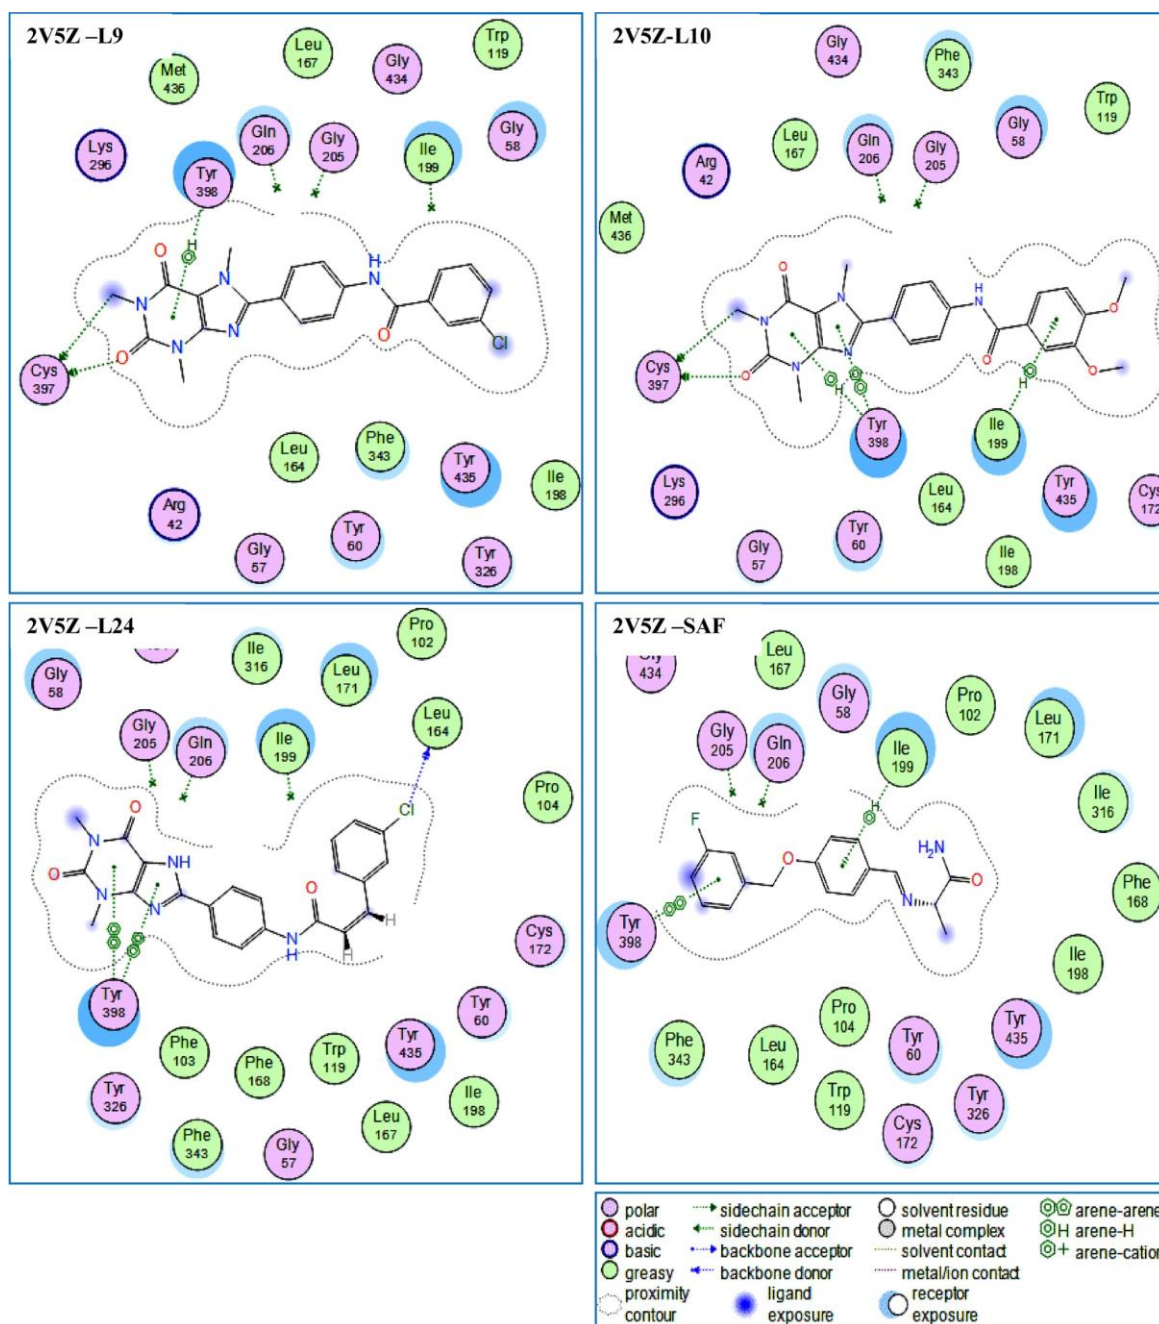 2V5Z –L9
Leu
167
Trp
119
Met
436
Gly
434
Gln
206
Gly
205
Ile
199
Gly
58
Lys
296
Tyr
398
H
O
N
N
H
N
O
N
N
O
Cl
Cys
397
Leu
164
Phe
343
Tyr
435
Ile
198
Arg
42
Gly
57
Tyr
60
Tyr
326
2V5Z-L10
Gly
434
Phe
343
Trp
119
Leu
167
Gln
206
Gly
205
Gly
58
Arg
42
Met
436
O
N
N
H
N
O
N
N
O
O
O
H
H
Cys
397
Tyr
398
Ile
199
Lys
296
Leu
164
Tyr
435
Cys
172
Gly
57
Tyr
60
Ile
198
2V5Z –L24
Pro
102
Gly
58
Ile
316
Leu
171
Leu
164
Gly
205
Gln
206
Ile
199
Pro
104
Cl
O
N
NH
O
N
N
O
N
H
H
H
Cys
172
Tyr
398
Tyr
60
Phe
103
Phe
168
Trp
119
Tyr
435
Ile
198
Tyr
326
Leu
167
Phe
343
Gly
57
2V5Z –SAF
434
Leu
167
Gly
58
Pro
102
Leu
171
Gly
205
Gln
206
Ile
199
Ile
316
H
F
O
H₂N
O
N
Phe
168
Tyr
398
Ile
198
Pro
104
Tyr
435
Phe
343
Leu
164
Tyr
60
Trp
119
Tyr
326
Cys
172
polar
acidic
basic
greasy
proximity
contour
sidechain acceptor
sidechain donor
backbone acceptor
backbone donor
ligand
exposure
solvent residue
metal complex
solvent contact
metal/ion contact
receptor
exposure
arene-arene
H arene-H
+ arene-cation